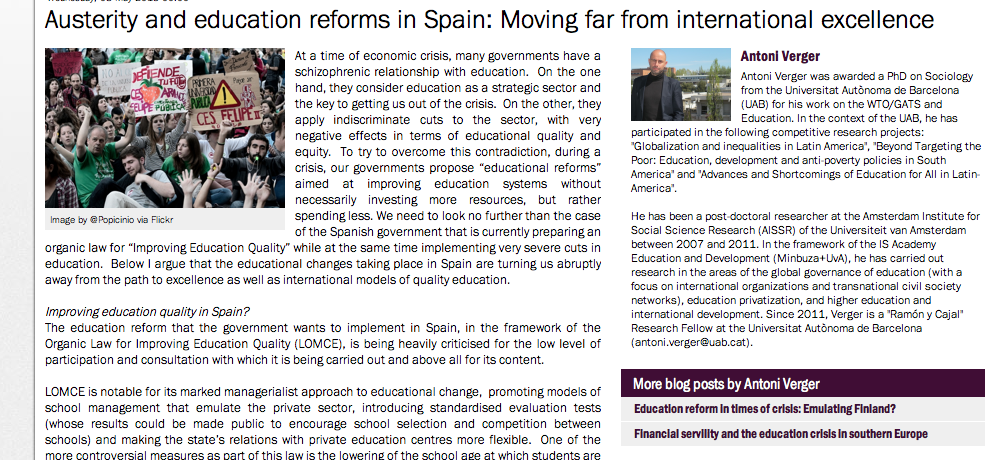 Austerity and education reforms in Spain: Moving far from international excellence
At a time of economic crisis, many governments have a
schizophrenic relationship with education. On the one
hand, they consider education as a strategic sector and
the key to getting us out of the crisis. On the other, they
apply indiscriminate cuts to the sector, with very
negative effects in terms of educational quality and
equity. To try to overcome this contradiction, during a
crisis, our governments propose “educational reforms”
aimed at improving education systems without
necessarily investing more resources, but rather
spending less. We need to look no further than the case
of the Spanish government that is currently preparing an
organic law for “Improving Education Quality” while at the same time implementing very severe cuts in
education. Below I argue that the educational changes taking place in Spain are turning us abruptly
away from the path to excellence as well as international models of quality education.
DEFIENDE
TU FUTURO
PÚBLICA
PRIMERA
CES FELIPE II
Image by @Popicinio via Flickr
Improving education quality in Spain?
The education reform that the government wants to implement in Spain, in the framework of the
Organic Law for Improving Education Quality (LOMCE), is being heavily criticised for the low level of
participation and consultation with which it is being carried out and above all for its content.
LOMCE is notable for its marked managerialist approach to educational change, promoting models of
school management that emulate the private sector, introducing standardised evaluation tests
(whose results could be made public to encourage school selection and competition between
schools) and making the state’s relations with private education centres more flexible. One of the
more controversial measures as part of this law is the lowering of the school age at which students are
Antoni Verger
Antoni Verger was awarded a PhD on Sociology
from the Universitat Autònoma de Barcelona
(UAB) for his work on the WTO/GATS and
Education. In the context of the UAB, he has
participated in the following competitive research projects:
"Globalization and inequalities in Latin America", "Beyond Targeting the
Poor: Education, development and anti-poverty policies in South
America" and "Advances and Shortcomings of Education for All in Latin-
America".
He has been a post-doctoral researcher at the Amsterdam Institute for
Social Science Research (AISSR) of the Universiteit van Amsterdam
between 2007 and 2011. In the framework of the IS Academy
Education and Development (Minbuza+UvA), he has carried out
research in the areas of the global governance of education (with a
focus on international organizations and transnational civil society
networks), education privatization, and higher education and
international development. Since 2011, Verger is a "Ramón y Cajal"
Research Fellow at the Universitat Autònoma de Barcelona
(antoni.verger@uab.cat).
More blog posts by Antoni Verger
Education reform in times of crisis: Emulating Finland?
Financial servility and the education crisis in southern Europe